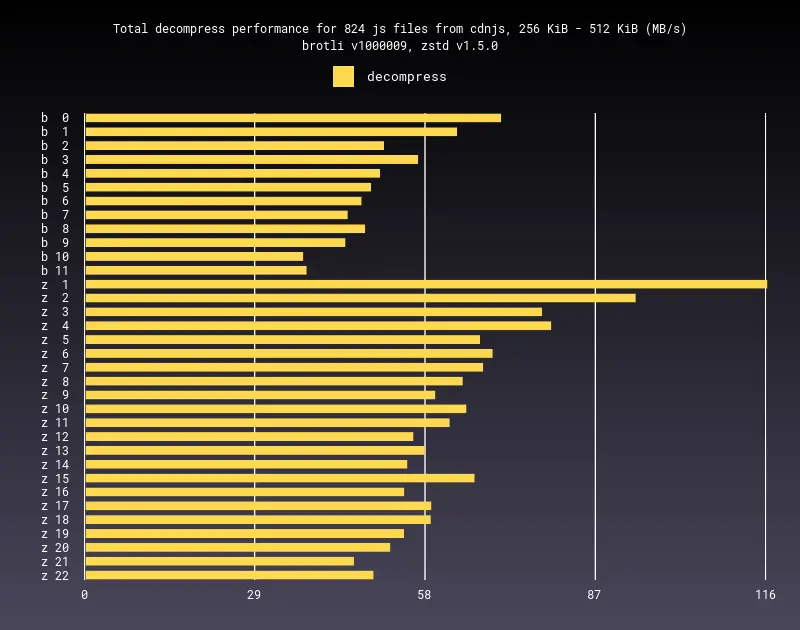 Total decompress performance for 824 js files from cdnjs, 256 KiB - 512 KiB (MB/s)
brotli v1000009, zstd v1.5.0
decompress
b 0
b 1
b 2
b 3
b 4
b 5
b 6
b 7
b 8
b 9
b 10
b 11
z 1
z 2
z 3
z 4
z 5
z 6
z 7
z 8
z 9
z 10
z 11
z 12
z 13
z 14
z 15
z 16
z 17
z 18
z 19
z 20
z 21
z 22
0 29 58 87 116